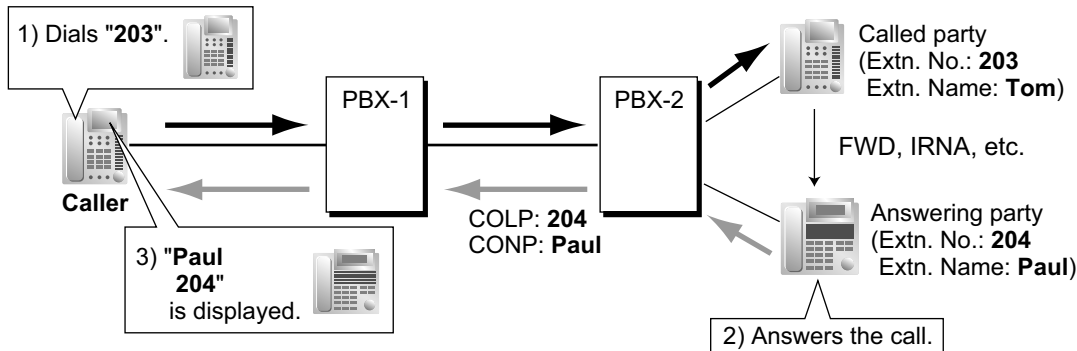 1) Dials "203".
Caller
PBX-1
PBX-2
Called party
(Extn. No.: 203
Extn. Name: Tom)
FWD, IRNA, etc.
COLP: 204
CONP: Paul
Answering party
(Extn. No.: 204
Extn. Name: Paul)
2) Answers the call.
3) "Paul
204"
is displayed.